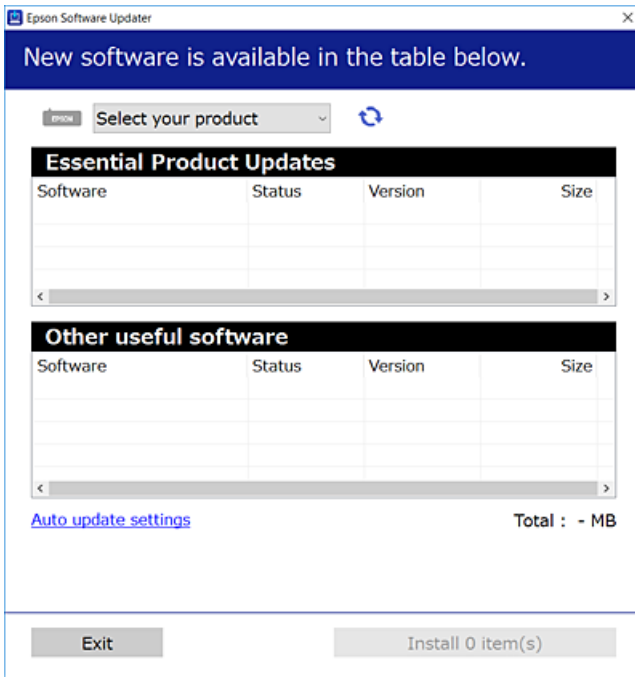 Epson Software Updater
New software is available in the table below.
EPSON Select your product
Essential Product Updates
Software Status Version Size
Other useful software
Software Status Version Size
Auto update settings Total : - MB
Exit Install 0 item(s)